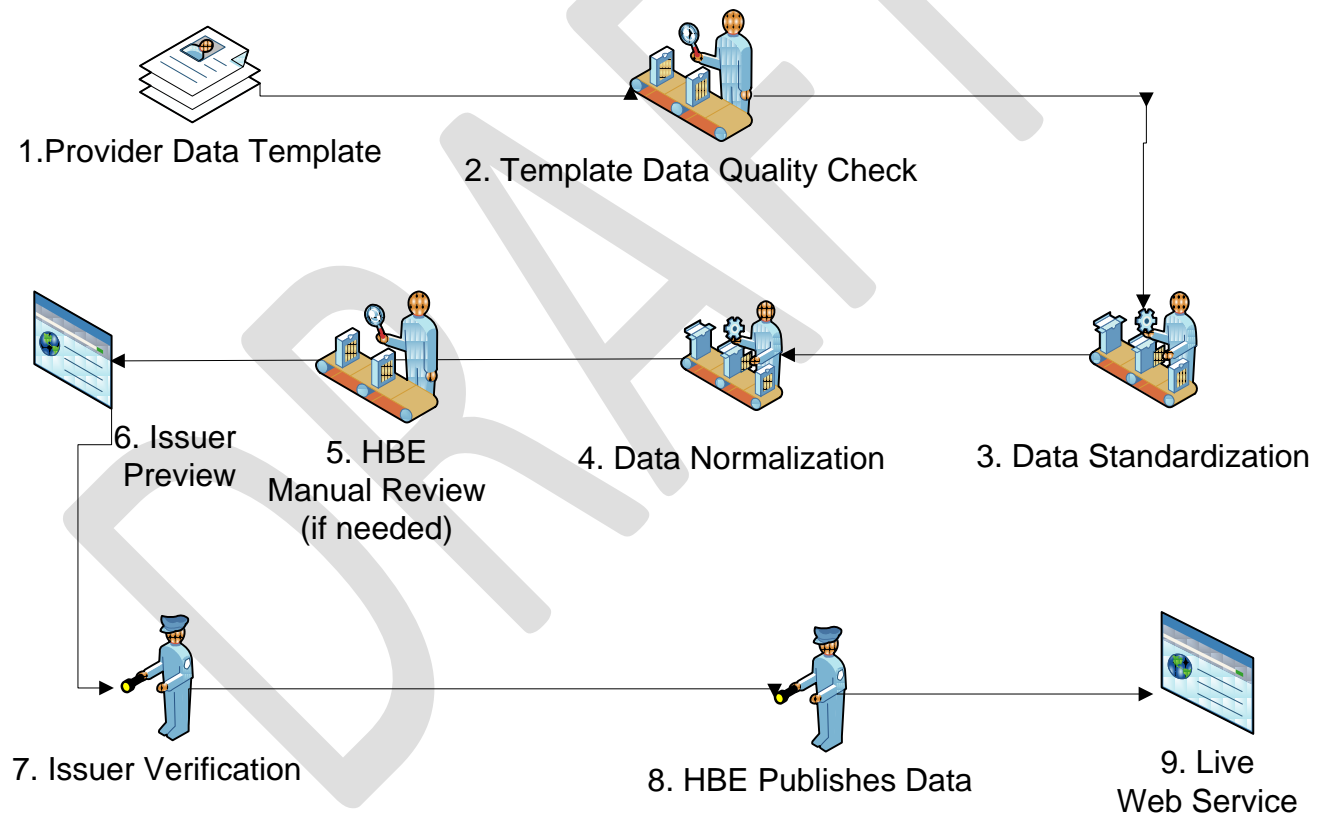 1.Provider Data Template
2. Template Data Quality Check
3. Data Standardization
4. Data Normalization
5. HBE
Manual Review
(if needed)
6. Issuer
Preview
7. Issuer Verification
8. HBE Publishes Data
9. Live
Web Service
DRAFT